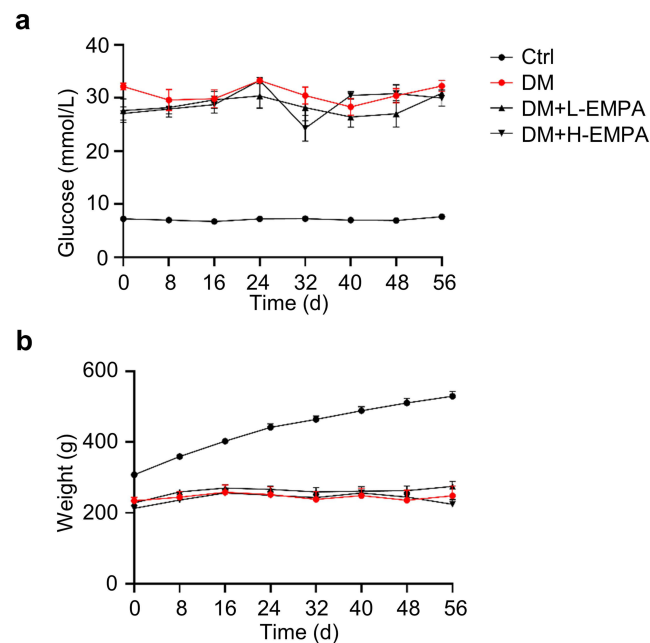 a
Glucose (mmol/L)
40
30
20
10
0
0 8 16 24 32 40 48 56
Time (d)
Ctrl
DM
DM+L-EMPA
DM+H-EMPA
b
Weight (g)
600
400
200
0
0 8 16 24 32 40 48 56
Time (d)